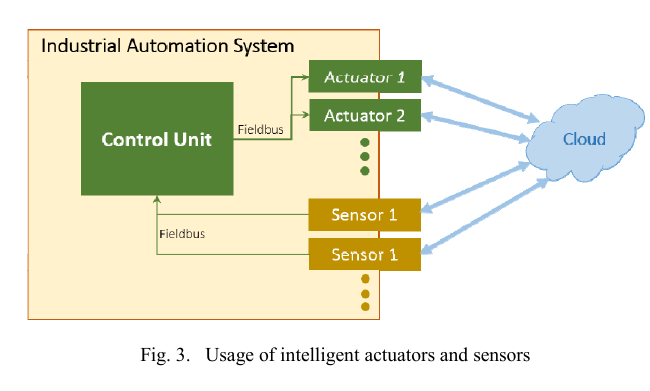 Industrial Automation System
Actuator 1
Control Unit
Fieldbus
Actuator 2
Cloud
Sensor 1
Fieldbus
Sensor 1
Fig. 3. Usage of intelligent actuators and sensors